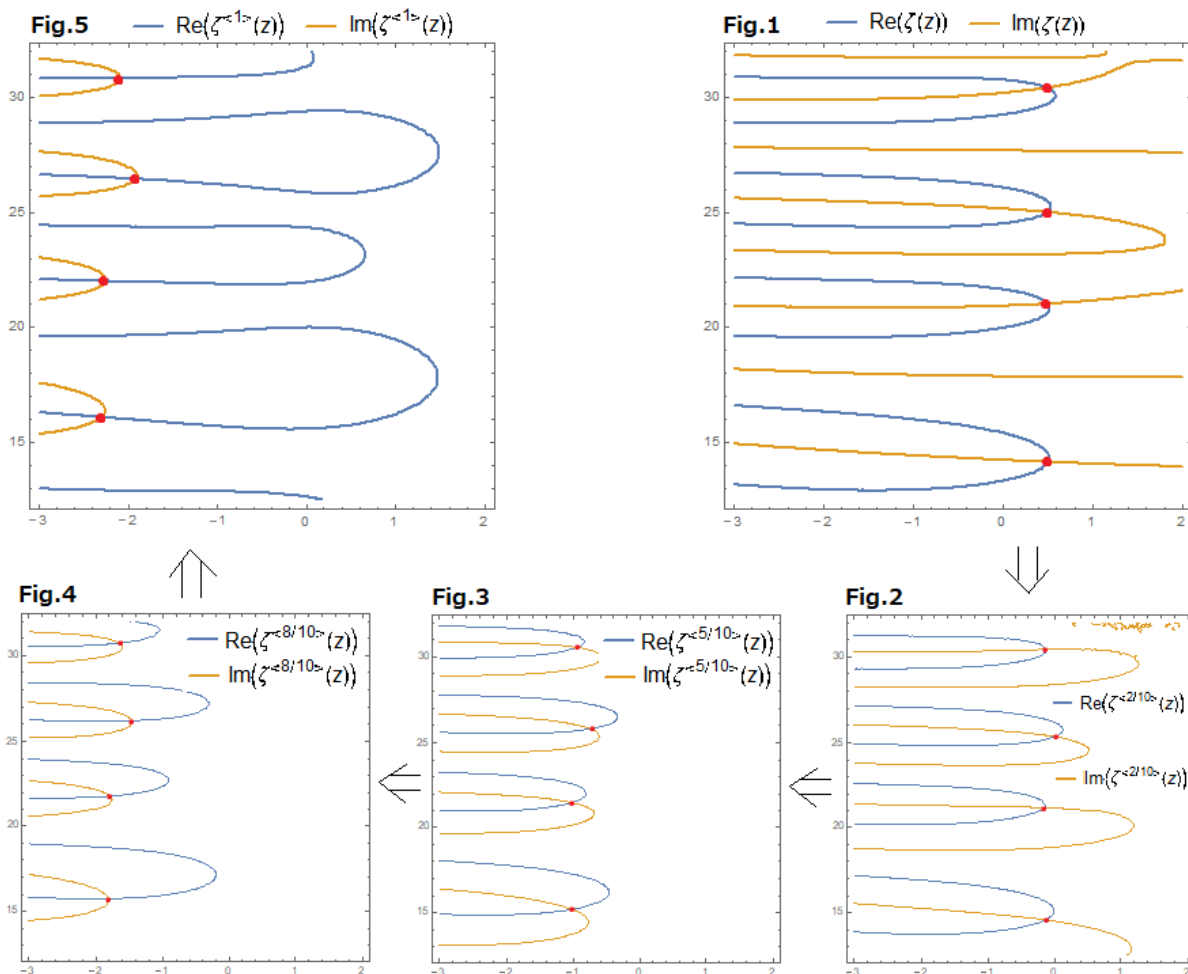 Fig.5
Re(ζ^<1>(z)) Im(ζ^<1>(z))
30
25
20
15
−3 −2 −1 0 1 2
Fig.1
Re(ζ(z)) Im(ζ(z))
30
25
20
15
−3 −2 −1 0 1 2
Fig.4
Re(ζ^<8/10>(z))
Im(ζ^<8/10>(z))
30
25
20
15
−3 −2 −1 0 1 2
Fig.3
Re(ζ^<5/10>(z))
Im(ζ^<5/10>(z))
30
25
20
15
−3 −2 −1 0 1 2
Fig.2
Re(ζ^<2/10>(z))
Im(ζ^<2/10>(z))
30
25
20
15
−3 −2 −1 0 1 2